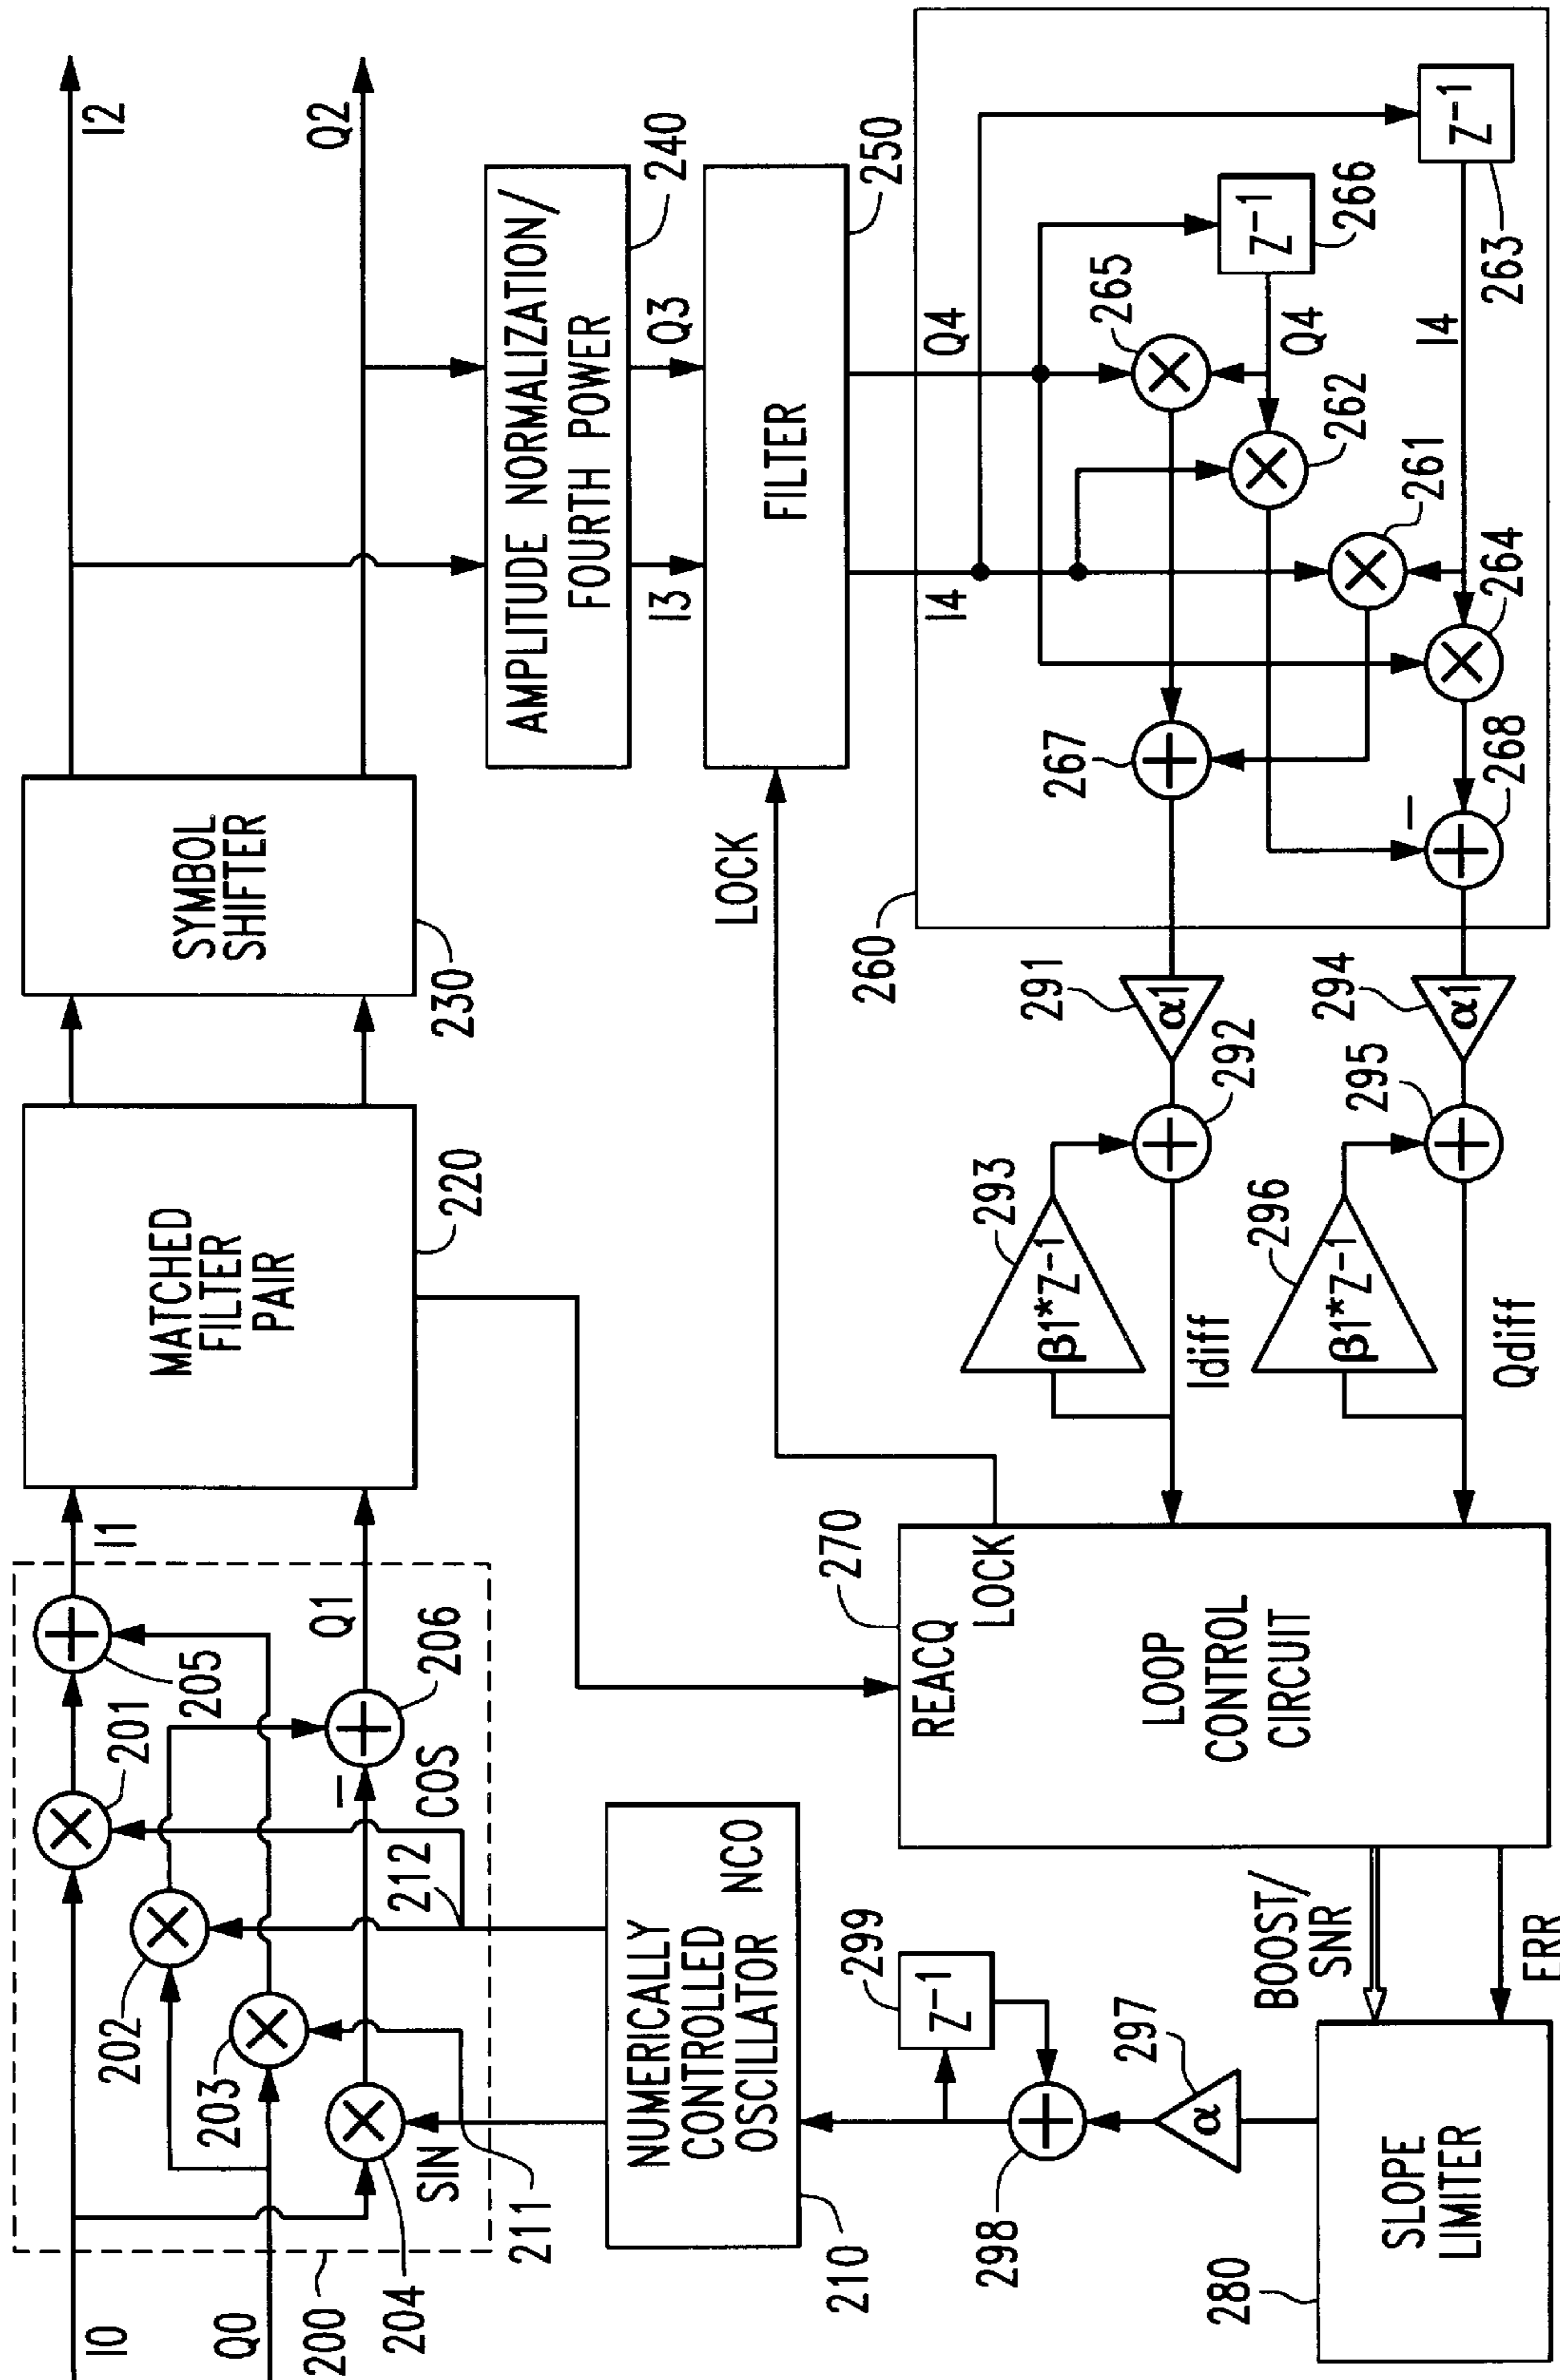 I0
Q0
200
204
SIN
211
203
202
201
205
212
COS
206
I1
Q1
MATCHED
FILTER
PAIR
220
SYMBOL
SHIFTER
230
I2
Q2
NUMERICALLY
CONTROLLED
OSCILLATOR NCO
210
AMPLITUDE NORMALIZATION/
FOURTH POWER
240
I3
Q3
LOCK
FILTER
250
I4
Q4
260
265
Z−1
266
Q4
262
261
Z−1
263
I4
264
267
−
268
291
α1
292
293
β1*Z−1
Idiff
294
α1
295
296
β1*Z−1
Qdiff
270
REACQ
LOCK
LOOP
CONTROL
CIRCUIT
BOOST/
SNR
ERR
299
Z−1
298
297
α
280
SLOPE
LIMITER
−